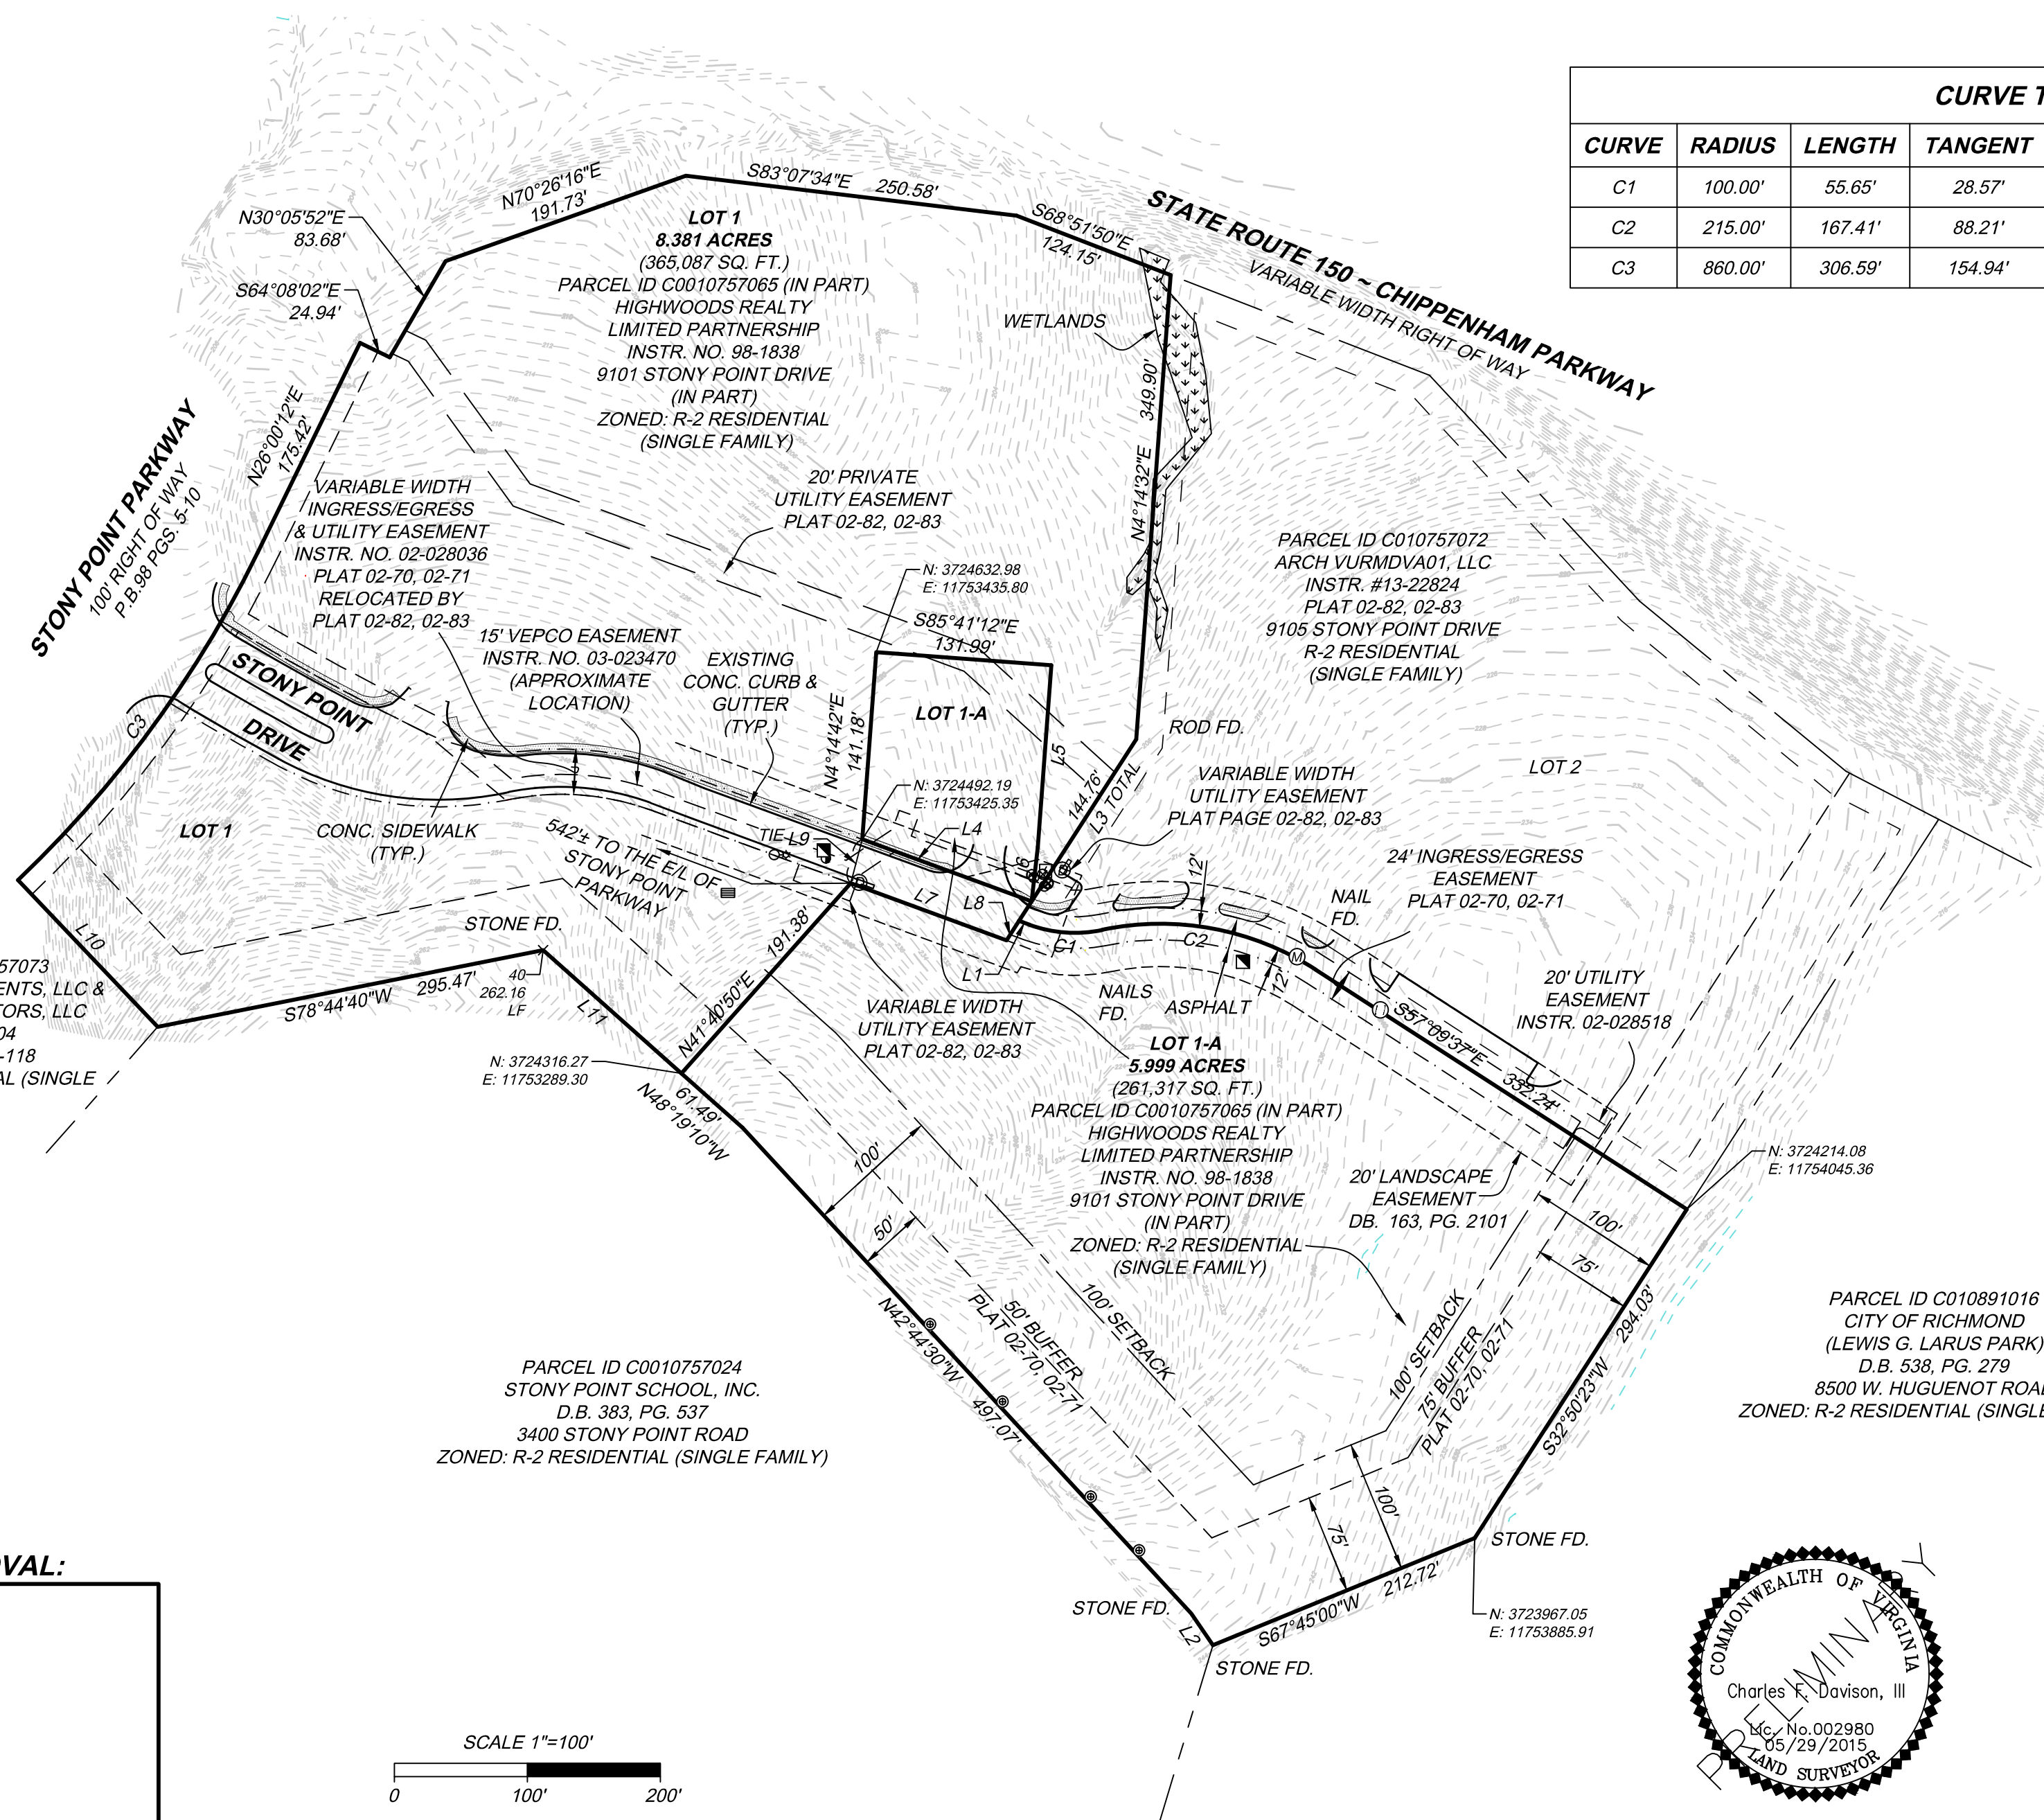 CURVE T
CURVE RADIUS LENGTH TANGENT
C1 100.00' 55.65' 28.57'
C2 215.00' 167.41' 88.21'
C3 860.00' 306.59' 154.94'
N70°26'16"E
191.73'
S83°07'34"E 250.58'
S68°51'50"E
124.15'
STATE ROUTE 150 ~ CHIPPENHAM PARKWAY
VARIABLE WIDTH RIGHT OF WAY
N30°05'52"E
83.68'
S64°08'02"E
24.94'
LOT 1
8.381 ACRES
(365,087 SQ. FT.)
PARCEL ID C0010757065 (IN PART)
HIGHWOODS REALTY
LIMITED PARTNERSHIP
INSTR. NO. 98-1838
9101 STONY POINT DRIVE
(IN PART)
ZONED: R-2 RESIDENTIAL
(SINGLE FAMILY)
WETLANDS
N4°14'32"E 349.90'
STONY POINT PARKWAY
100' RIGHT OF WAY
P.B.98 PGS. 5-10
N26°00'12"E
175.42'
VARIABLE WIDTH
INGRESS/EGRESS
& UTILITY EASEMENT
INSTR. NO. 02-028036
PLAT 02-70, 02-71
RELOCATED BY
PLAT 02-82, 02-83
20' PRIVATE
UTILITY EASEMENT
PLAT 02-82, 02-83
N: 3724632.98
E: 11753435.80
S85°41'12"E
131.99'
PARCEL ID C010757072
ARCH VURMDVA01, LLC
INSTR. #13-22824
PLAT 02-82, 02-83
9105 STONY POINT DRIVE
R-2 RESIDENTIAL
(SINGLE FAMILY)
15' VEPCO EASEMENT
INSTR. NO. 03-023470
(APPROXIMATE
LOCATION)
EXISTING
CONC. CURB &
GUTTER
(TYP.)
N4°14'42"E
141.18'
LOT 1-A
L5
ROD FD.
STONY POINT
DRIVE
C3
LOT 1
CONC. SIDEWALK
(TYP.)
N: 3724492.19
E: 11753425.35
144.76'
L3 TOTAL
VARIABLE WIDTH
UTILITY EASEMENT
PLAT PAGE 02-82, 02-83
LOT 2
TIE L9
L4
542'± TO THE E/L OF
STONY POINT
PARKWAY
L7
L8
L1
C1
C2
12'
12'
24' INGRESS/EGRESS
EASEMENT
PLAT 02-70, 02-71
NAIL
FD.
NAILS
FD.
ASPHALT
M
S57°09'37"E
332.24'
20' UTILITY
EASEMENT
INSTR. 02-028518
L10
STONE FD.
40
262.16
LF
S78°44'40"W 295.47'
L11
N41°40'50"E 191.38'
57073
ENTS, LLC &
TORS, LLC
04
-118
AL (SINGLE
N: 3724316.27
E: 11753289.30
61.49'
N48°19'10"W
VARIABLE WIDTH
UTILITY EASEMENT
PLAT 02-82, 02-83
LOT 1-A
5.999 ACRES
(261,317 SQ. FT.)
PARCEL ID C0010757065 (IN PART)
HIGHWOODS REALTY
LIMITED PARTNERSHIP
INSTR. NO. 98-1838
9101 STONY POINT DRIVE
(IN PART)
ZONED: R-2 RESIDENTIAL
(SINGLE FAMILY)
20' LANDSCAPE
EASEMENT
DB. 163, PG. 2101
N: 3724214.08
E: 11754045.36
100'
75'
100'
50'
N42°44'30"W
497.07'
50' BUFFER
PLAT 02-70, 02-71
100' SETBACK
100' SETBACK
75' BUFFER
PLAT 02-70, 02-71
S32°50'23"W 294.03'
PARCEL ID C010891016
CITY OF RICHMOND
(LEWIS G. LARUS PARK)
D.B. 538, PG. 279
8500 W. HUGUENOT ROAD
ZONED: R-2 RESIDENTIAL (SINGLE
PARCEL ID C0010757024
STONY POINT SCHOOL, INC.
D.B. 383, PG. 537
3400 STONY POINT ROAD
ZONED: R-2 RESIDENTIAL (SINGLE FAMILY)
100'
75'
STONE FD.
STONE FD.
L2
S67°45'00"W 212.72'
STONE FD.
N: 3723967.05
E: 11753885.91
OVAL:
SCALE 1"=100'
0 100' 200'
COMMONWEALTH OF VIRGINIA
Charles F. Davison, III
Lic. No.002980
05/29/2015
LAND SURVEYOR
PRELIMINARY